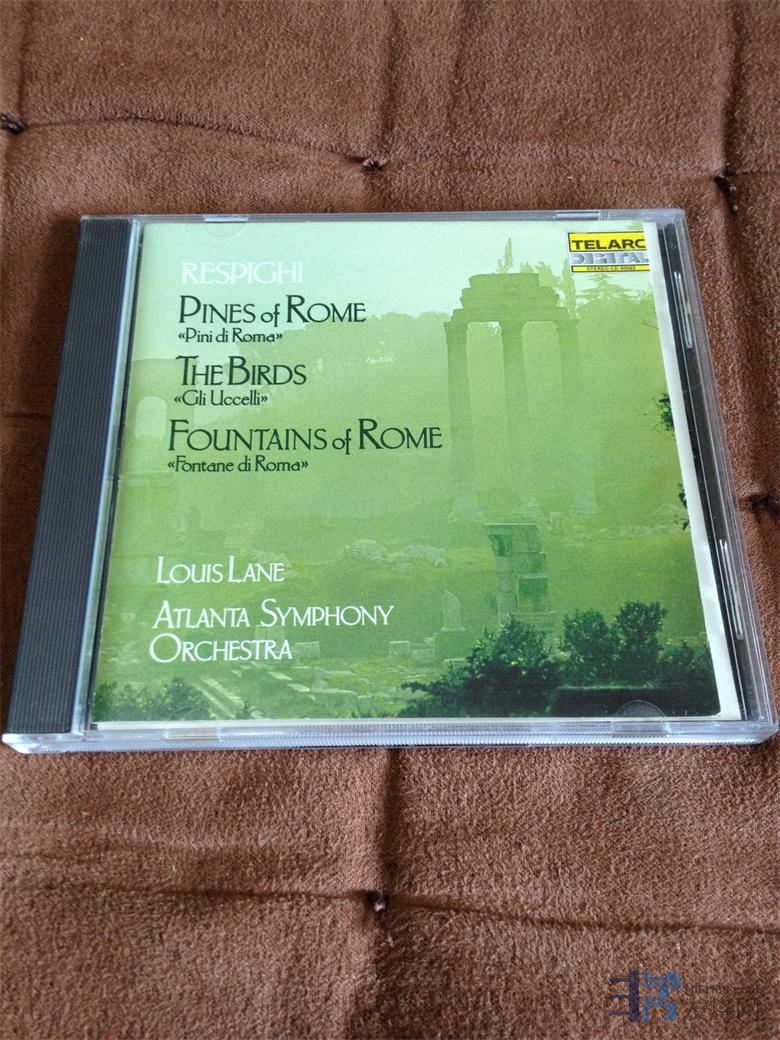 TELARC
DIGITAL
RESPIGHI
PINES of ROME
«Pini di Roma»
THE BIRDS
«Gli Uccelli»
FOUNTAINS of ROME
«Fontane di Roma»
LOUIS LANE
ATLANTA SYMPHONY
ORCHESTRA